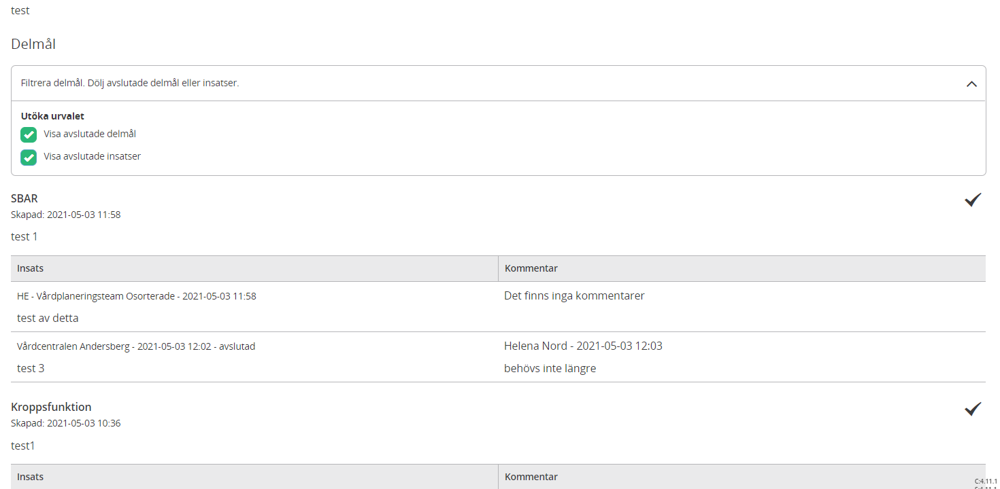 test
Delmål
Filtrera delmål. Dölj avslutade delmål eller insatser.
Utöka urvalet
Visa avslutade delmål
Visa avslutade insatser
SBAR
Skapad: 2021-05-03 11:58
test 1
Insats Kommentar
HE - Vårdplaneringsteam Osorterade - 2021-05-03 11:58 Det finns inga kommentarer
test av detta
Vårdcentralen Andersberg - 2021-05-03 12:02 - avslutad Helena Nord - 2021-05-03 12:03
test 3 behövs inte längre
Kroppsfunktion
Skapad: 2021-05-03 10:36
test1
Insats Kommentar
C:4.11.1